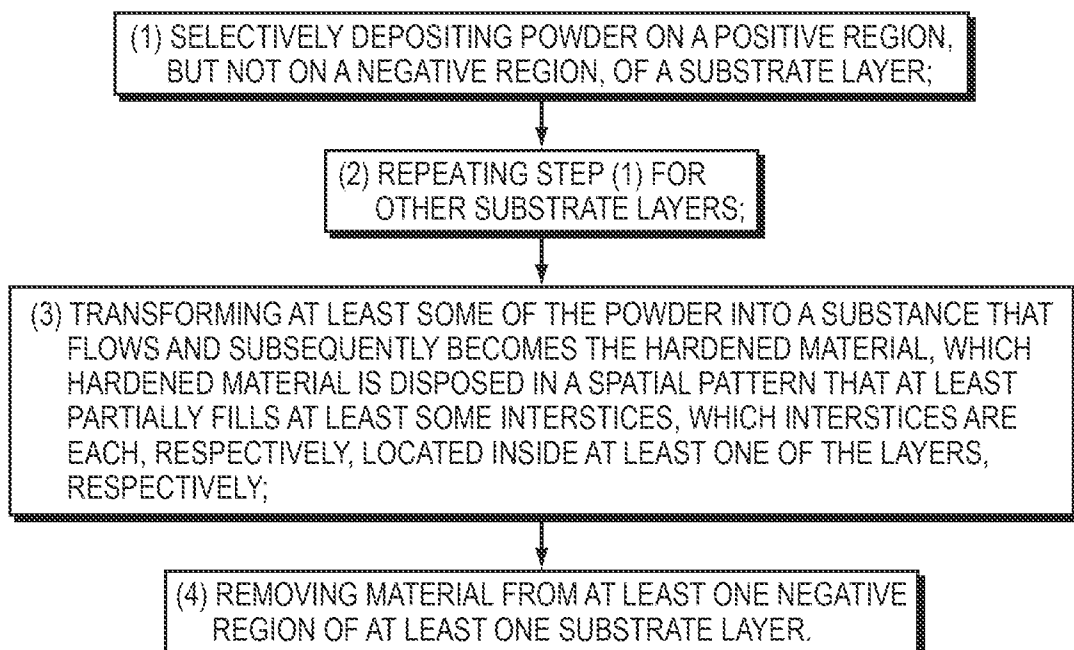 (1) SELECTIVELY DEPOSITING POWDER ON A POSITIVE REGION,
BUT NOT ON A NEGATIVE REGION, OF A SUBSTRATE LAYER;
(2) REPEATING STEP (1) FOR
OTHER SUBSTRATE LAYERS;
(3) TRANSFORMING AT LEAST SOME OF THE POWDER INTO A SUBSTANCE THAT
FLOWS AND SUBSEQUENTLY BECOMES THE HARDENED MATERIAL, WHICH
HARDENED MATERIAL IS DISPOSED IN A SPATIAL PATTERN THAT AT LEAST
PARTIALLY FILLS AT LEAST SOME INTERSTICES, WHICH INTERSTICES ARE
EACH, RESPECTIVELY, LOCATED INSIDE AT LEAST ONE OF THE LAYERS,
RESPECTIVELY;
(4) REMOVING MATERIAL FROM AT LEAST ONE NEGATIVE
REGION OF AT LEAST ONE SUBSTRATE LAYER.